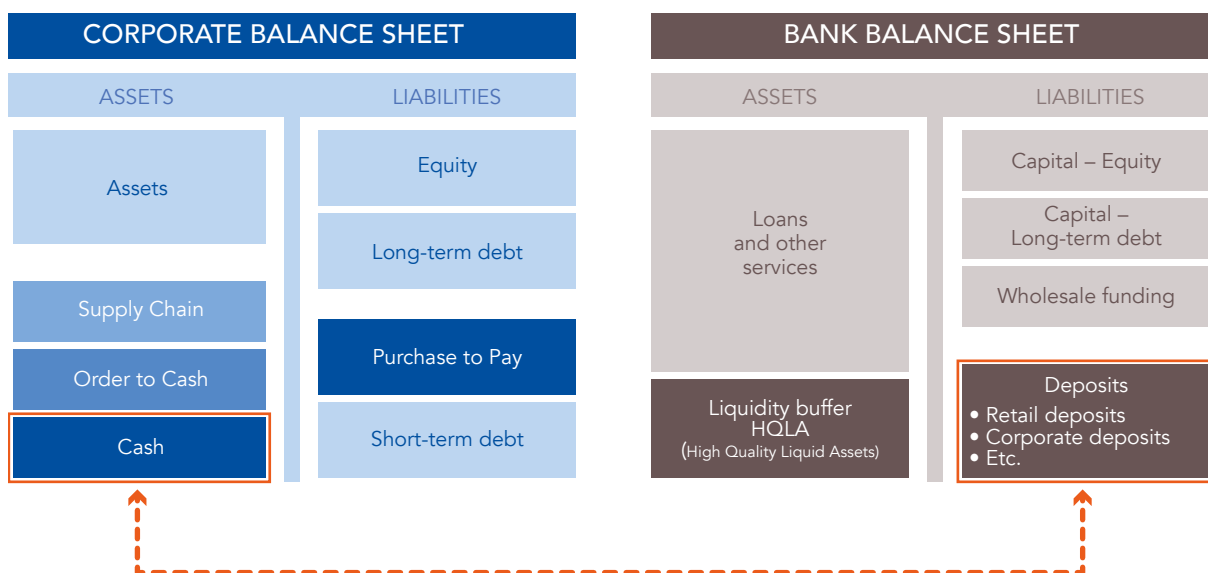 CORPORATE BALANCE SHEET
ASSETS
LIABILITIES
Assets
Supply Chain
Order to Cash
Cash
Equity
Long-term debt
Purchase to Pay
Short-term debt
BANK BALANCE SHEET
ASSETS
LIABILITIES
Loans
and other
services
Liquidity buffer
HQLA
(High Quality Liquid Assets)
Capital – Equity
Capital –
Long-term debt
Wholesale funding
Deposits
• Retail deposits
• Corporate deposits
• Etc.